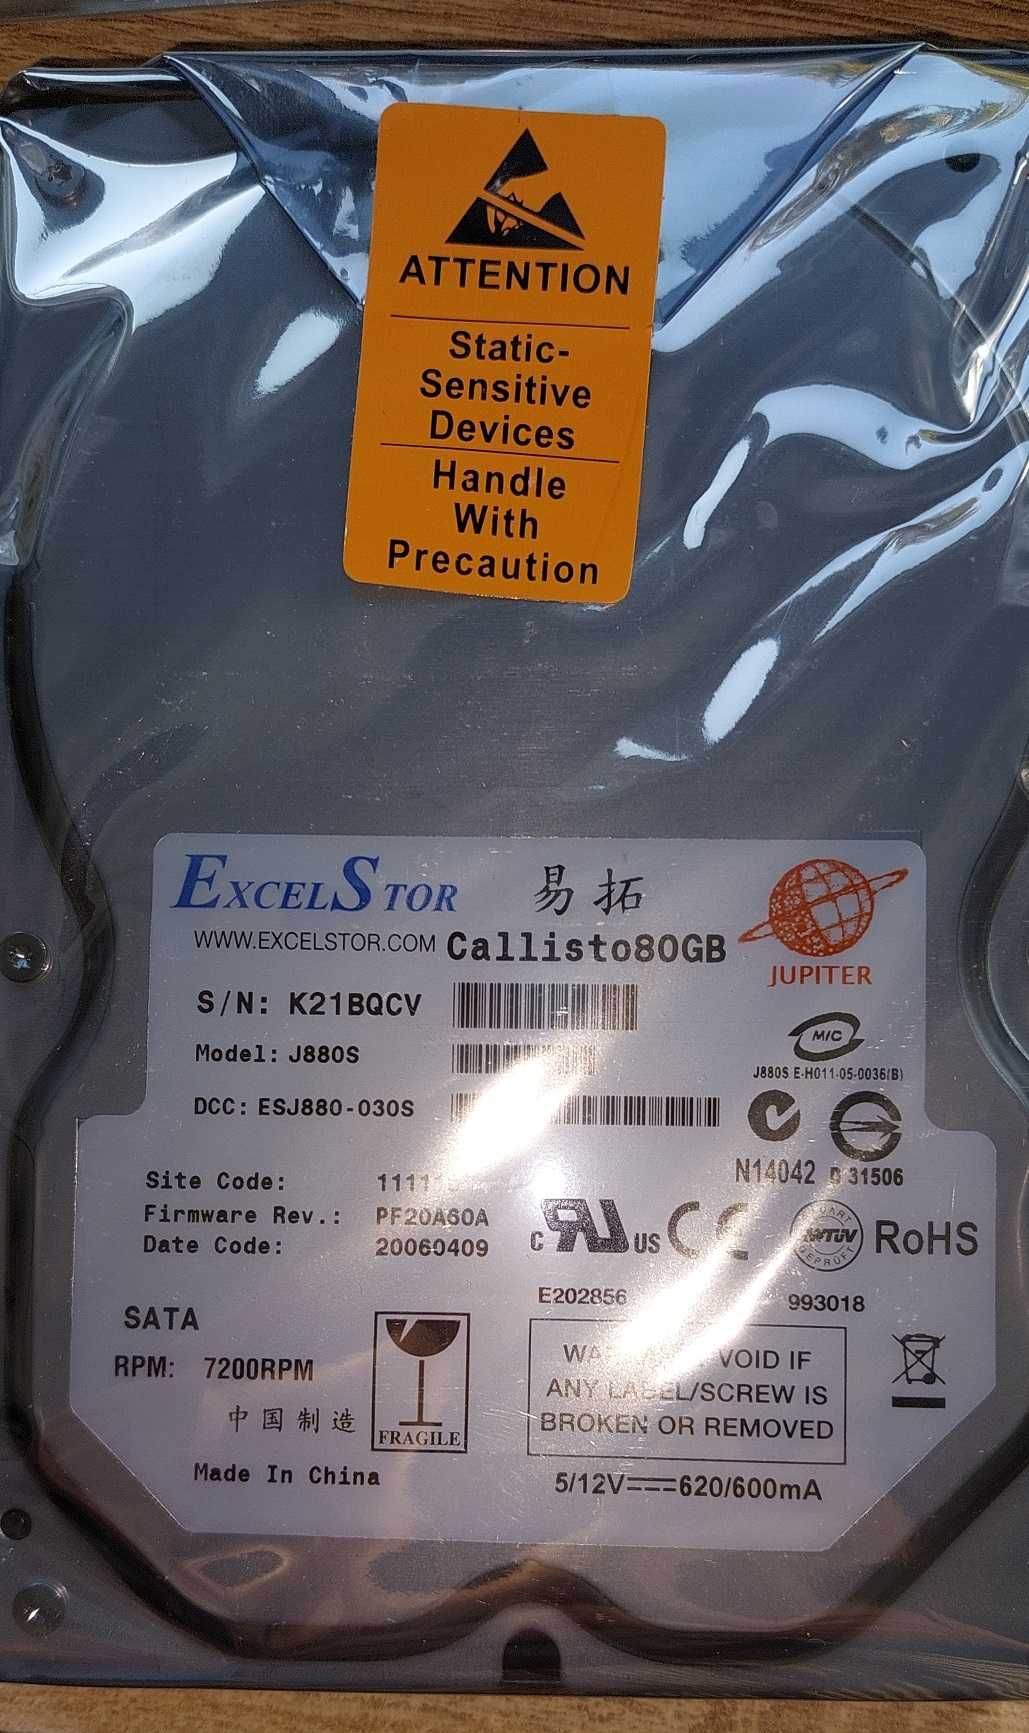 ATTENTION
Static-
Sensitive
Devices
Handle
With
Precaution
EXCELSTOR 易拓
WWW.EXCELSTOR.COM Callisto80GB
JUPITER
S/N: K21BQCV
Model: J880S
M/C
J880S E-H011-05-0036(B)
DCC: ESJ880-030S
N14042 D 31506
Site Code:
Firmware Rev.: PF20A60A
Date Code: 20060409
C US CE RoHS
E202856
993018
SATA
RPM: 7200RPM
中国制造
Made In China
FRAGILE
VOID IF
ANY LABEL/SCREW IS
BROKEN OR REMOVED
5/12V 620/600mA